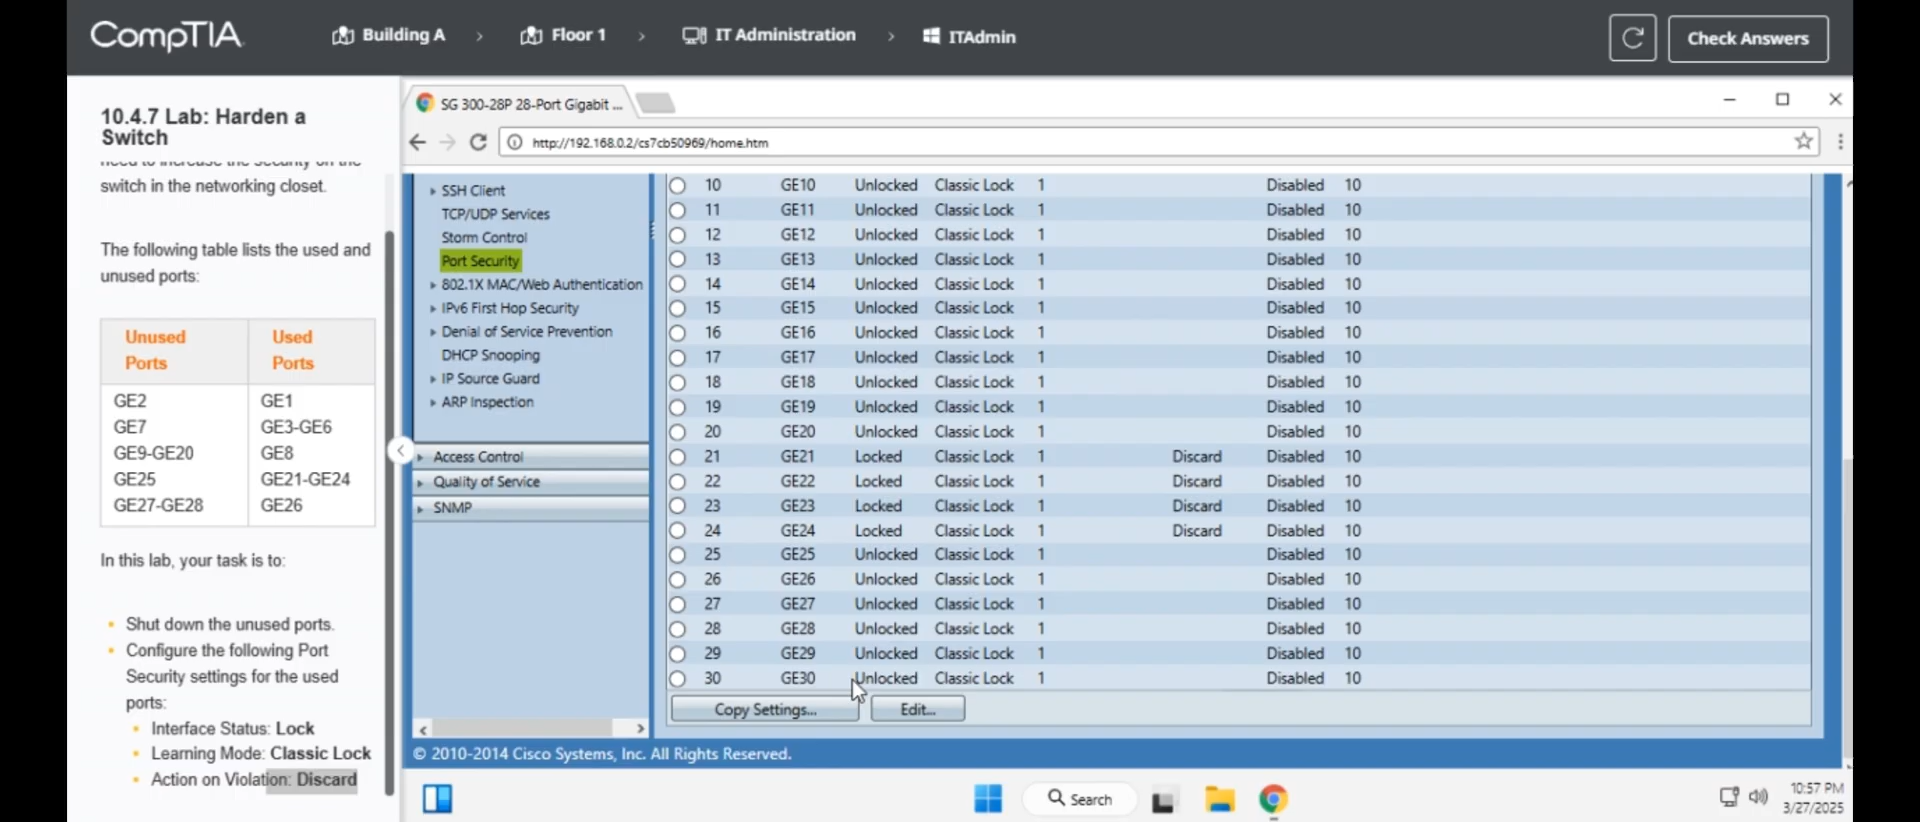 CompTIA
Building A > Floor 1 > IT Administration > ITAdmin
Check Answers
10.4.7 Lab: Harden a
Switch
need to increase the security on the
switch in the networking closet.
The following table lists the used and
unused ports:
Unused Ports
Used Ports
GE2 GE1
GE7 GE3-GE6
GE9-GE20 GE8
GE25 GE21-GE24
GE27-GE28 GE26
In this lab, your task is to:
Shut down the unused ports.
Configure the following Port
Security settings for the used
ports:
Interface Status: Lock
Learning Mode: Classic Lock
Action on Violation: Discard
SG 300-28P 28-Port Gigabit ...
http://192.168.0.2/cs7cb50969/home.htm
SSH Client
TCP/UDP Services
Storm Control
Port Security
802.1X MAC/Web Authentication
IPv6 First Hop Security
Denial of Service Prevention
DHCP Snooping
IP Source Guard
ARP Inspection
Access Control
Quality of Service
SNMP
10 GE10 Unlocked Classic Lock 1 Disabled 10
11 GE11 Unlocked Classic Lock 1 Disabled 10
12 GE12 Unlocked Classic Lock 1 Disabled 10
13 GE13 Unlocked Classic Lock 1 Disabled 10
14 GE14 Unlocked Classic Lock 1 Disabled 10
15 GE15 Unlocked Classic Lock 1 Disabled 10
16 GE16 Unlocked Classic Lock 1 Disabled 10
17 GE17 Unlocked Classic Lock 1 Disabled 10
18 GE18 Unlocked Classic Lock 1 Disabled 10
19 GE19 Unlocked Classic Lock 1 Disabled 10
20 GE20 Unlocked Classic Lock 1 Disabled 10
21 GE21 Locked Classic Lock 1 Discard Disabled 10
22 GE22 Locked Classic Lock 1 Discard Disabled 10
23 GE23 Locked Classic Lock 1 Discard Disabled 10
24 GE24 Locked Classic Lock 1 Discard Disabled 10
25 GE25 Unlocked Classic Lock 1 Disabled 10
26 GE26 Unlocked Classic Lock 1 Disabled 10
27 GE27 Unlocked Classic Lock 1 Disabled 10
28 GE28 Unlocked Classic Lock 1 Disabled 10
29 GE29 Unlocked Classic Lock 1 Disabled 10
30 GE30 Unlocked Classic Lock 1 Disabled 10
Copy Settings... Edit...
© 2010-2014 Cisco Systems, Inc. All Rights Reserved.
Search
10:57 PM
3/27/2025